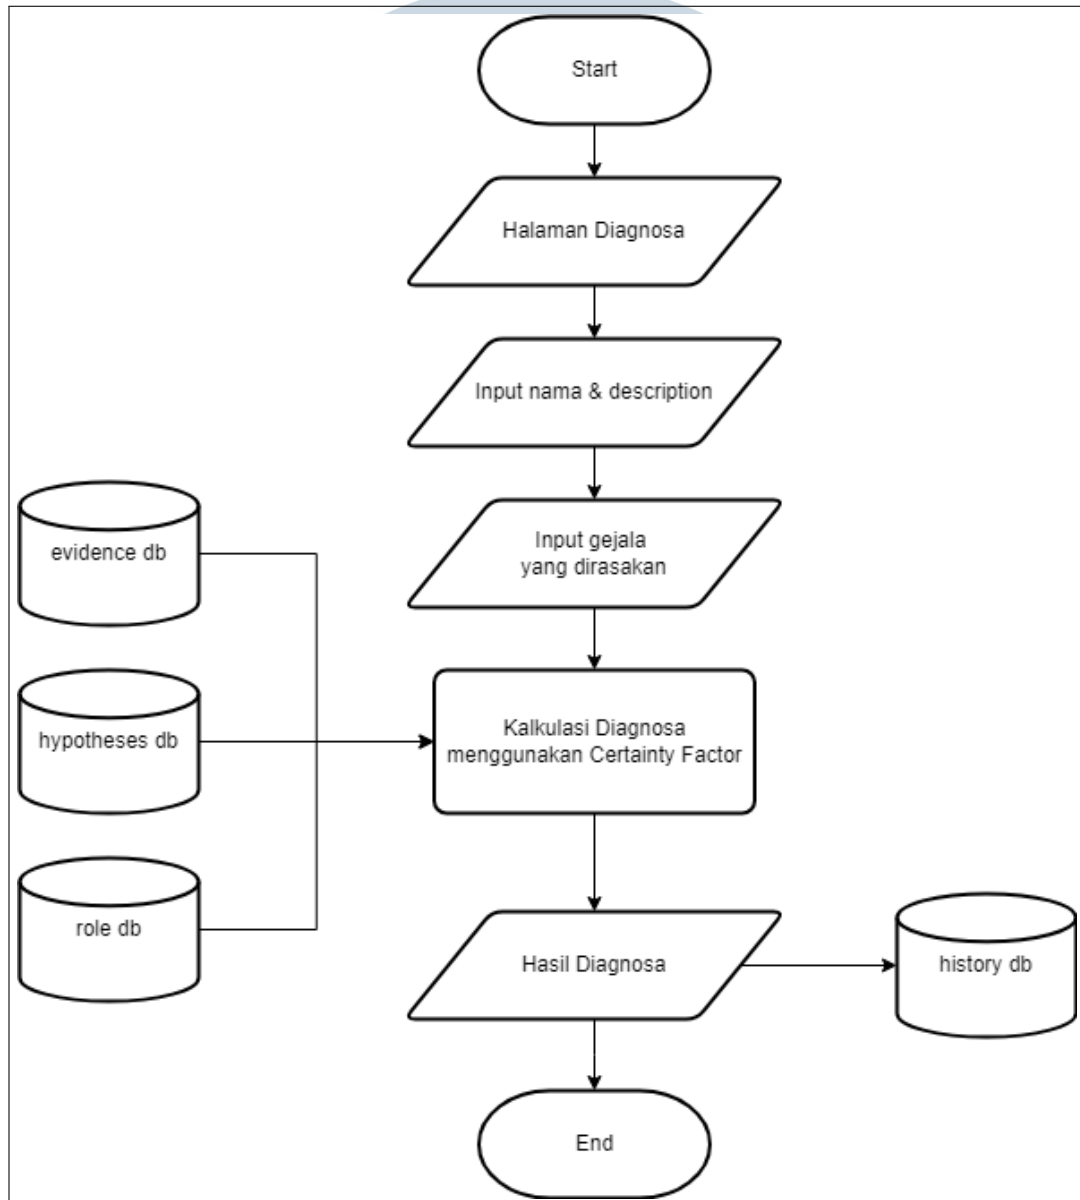 Start
Halaman Diagnosa
Input nama & description
Input gejala
yang dirasakan
evidence db
hypotheses db
role db
Kalkulasi Diagnosa
menggunakan Certainty Factor
Hasil Diagnosa
history db
End